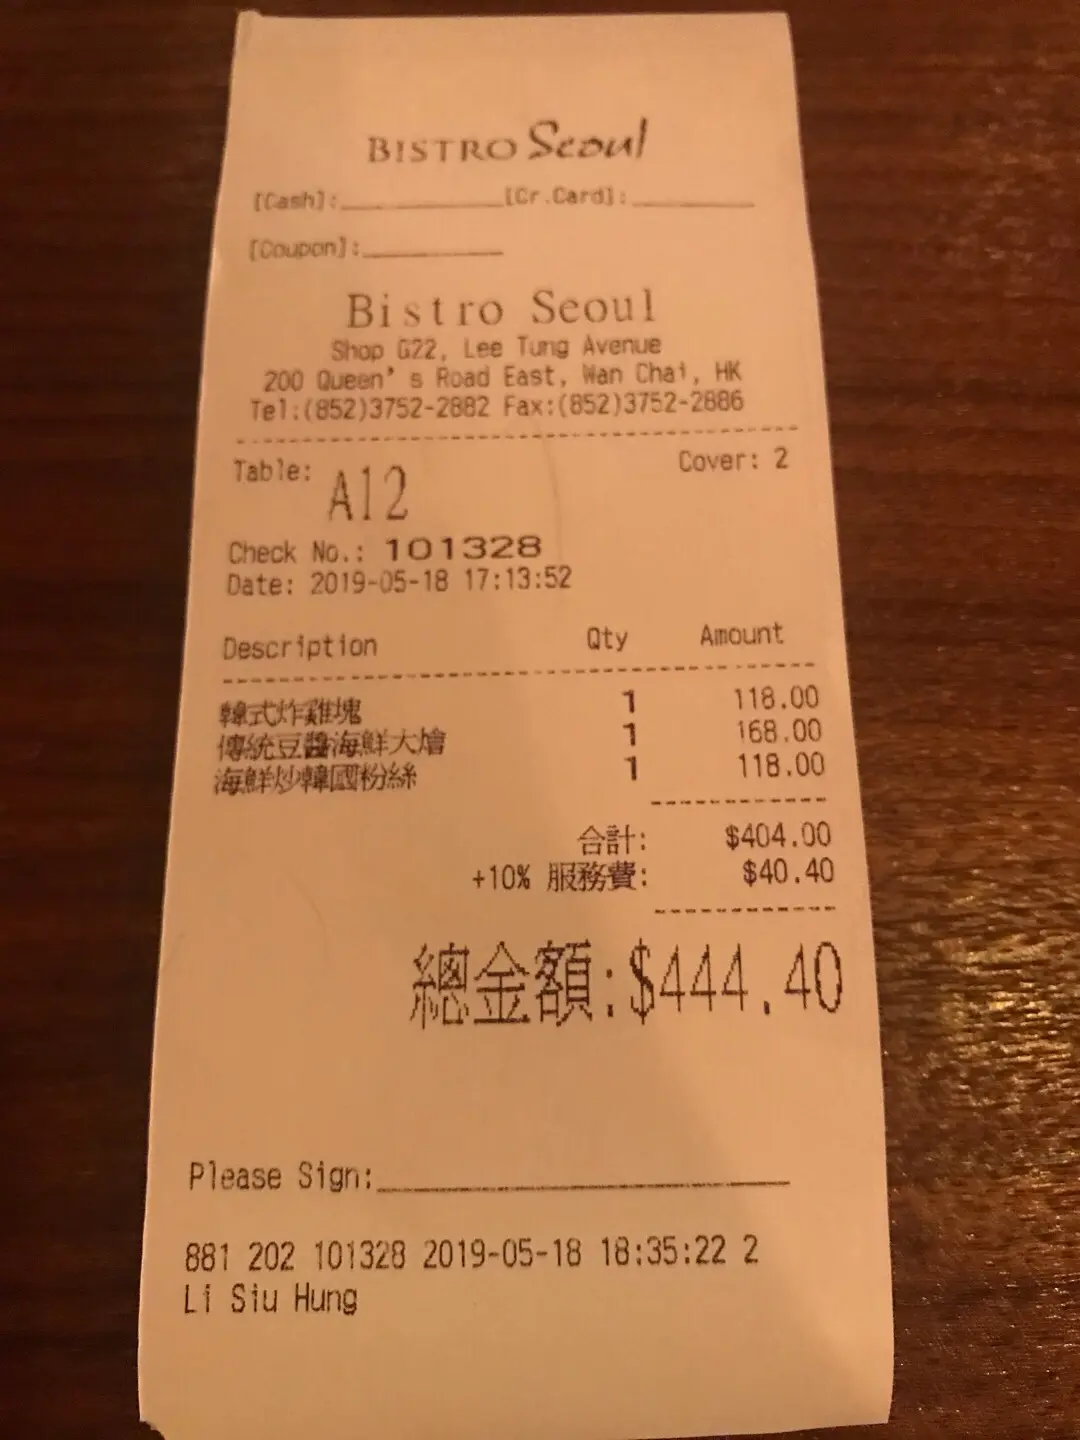 BISTRO Seoul
[Cash]:__________[Cr.Card]:________
[Coupon]:_________
Bistro Seoul
Shop G22, Lee Tung Avenue
200 Queen's Road East, Wan Chai, HK
Tel:(852)3752-2882 Fax:(852)3752-2886
Table: A12 Cover: 2
Check No.: 101328
Date: 2019-05-18 17:13:52
Description Qty Amount
韓式炸雞塊 1 118.00
傳統豆醬海鮮大燴 1 168.00
海鮮炒韓國粉絲 1 118.00
合計: $404.00
+10% 服務費: $40.40
總金額:$444.40
Please Sign:____________________
881 202 101328 2019-05-18 18:35:22 2
Li Siu Hung